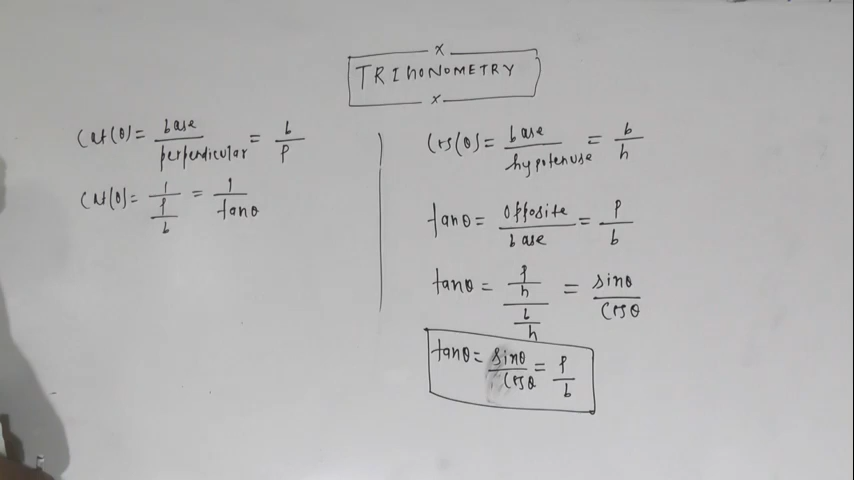 TRIGONOMETRY
Cot(θ) = base/perpendicular = b/p
Cot(θ) = 1/(p/b) = 1/tanθ
Cos(θ) = base/hypotenuse = b/h
tanθ = opposite/base = p/b
tanθ = (p/h)/(b/h) = sinθ/Cosθ
tanθ = sinθ/Cosθ = p/b